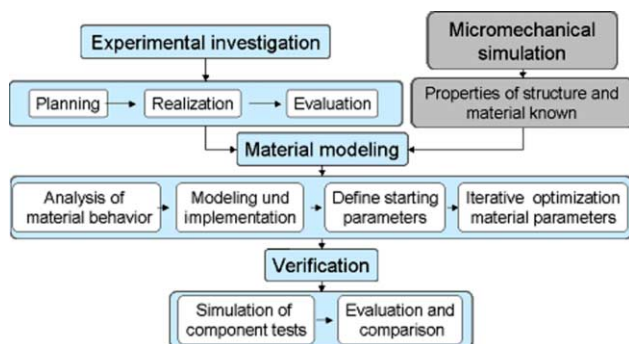 Experimental investigation
Micromechanical
simulation
Planning
Realization
Evaluation
Properties of structure and
material known
Material modeling
Analysis of
material behavior
Modeling und
implementation
Define starting
parameters
Iterative optimization
material parameters
Verification
Simulation of
component tests
Evaluation and
comparison